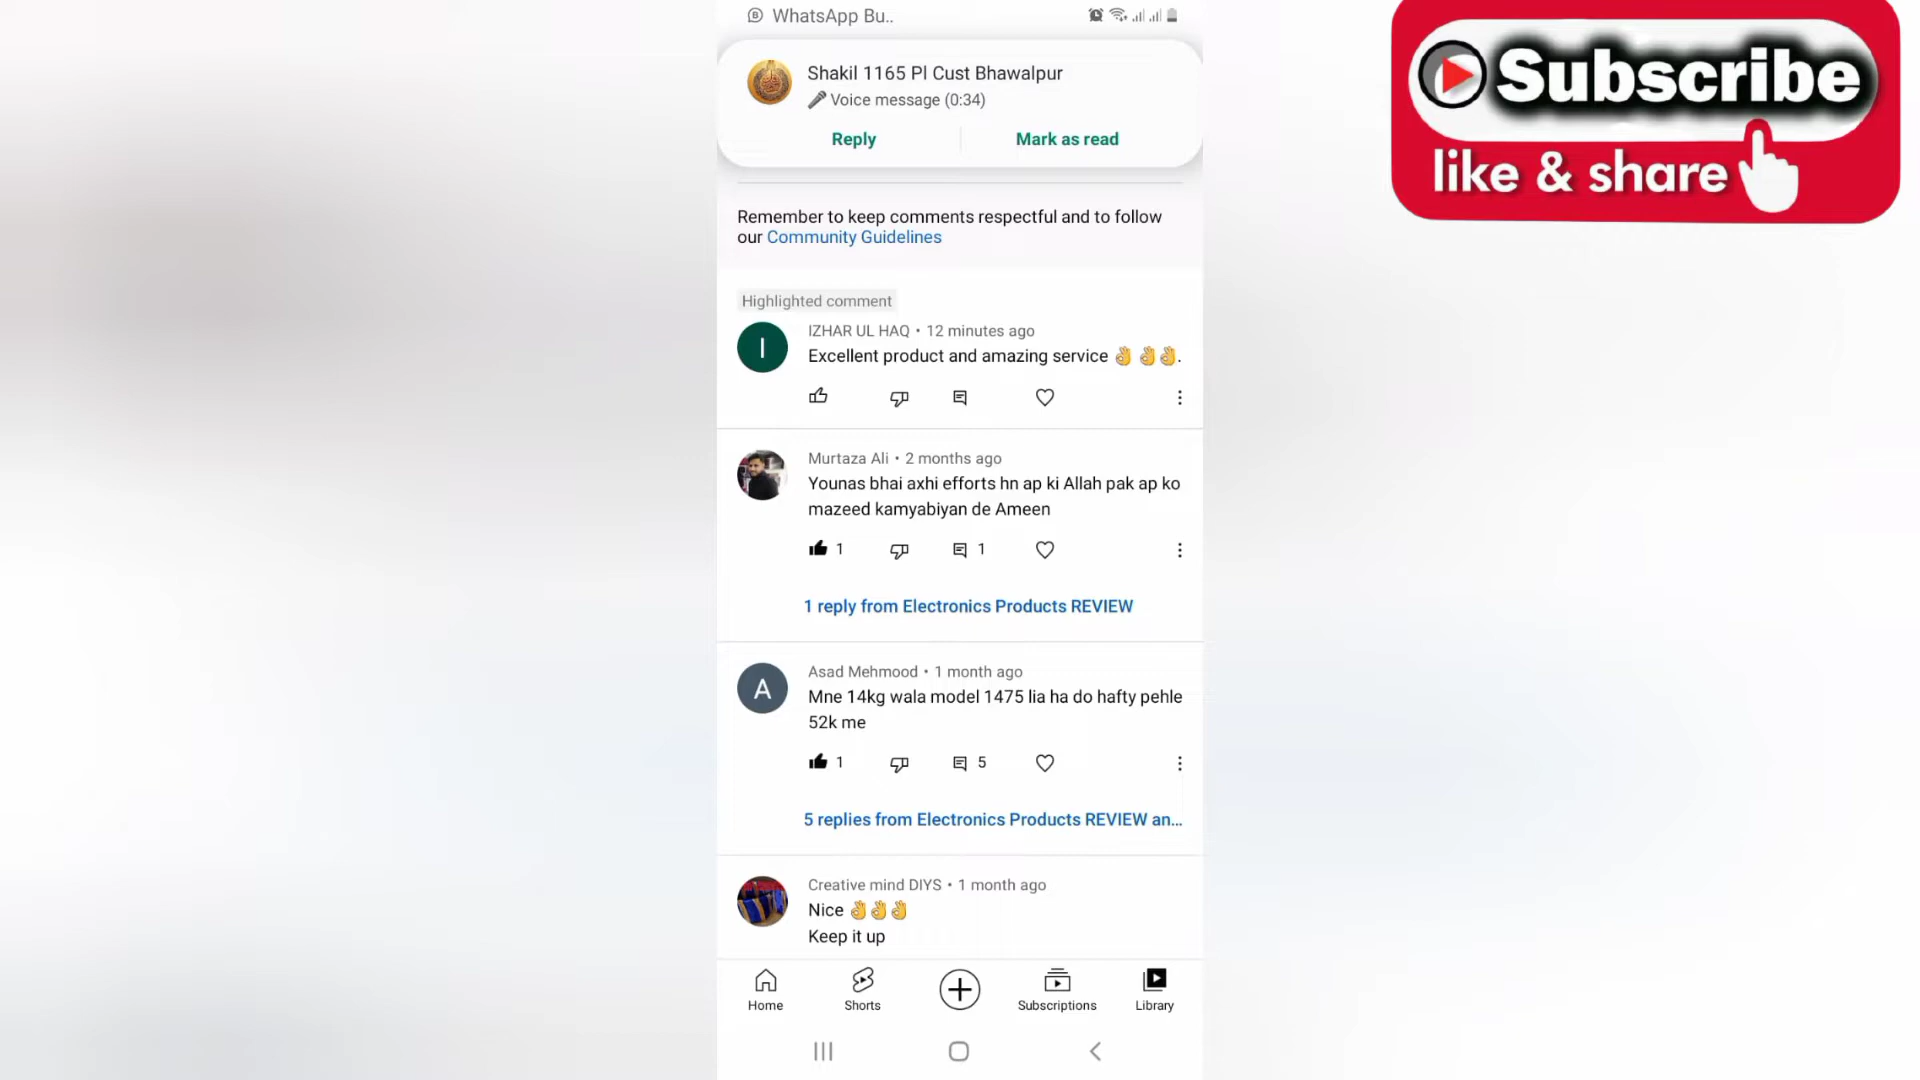 WhatsApp Bu..
Shakil 1165 Pl Cust Bhawalpur
Voice message (0:34)
Reply
Mark as read
Subscribe
like & share
Remember to keep comments respectful and to follow
our Community Guidelines
Highlighted comment
I
IZHAR UL HAQ • 12 minutes ago
Excellent product and amazing service 👌 👌👌.
Murtaza Ali • 2 months ago
Younas bhai axhi efforts hn ap ki Allah pak ap ko
mazeed kamyabiyan de Ameen
1 1
1 reply from Electronics Products REVIEW
A
Asad Mehmood • 1 month ago
Mne 14kg wala model 1475 lia ha do hafty pehle
52k me
1 5
5 replies from Electronics Products REVIEW an...
Creative mind DIYS • 1 month ago
Nice 👌👌👌
Keep it up
Home Shorts Subscriptions Library